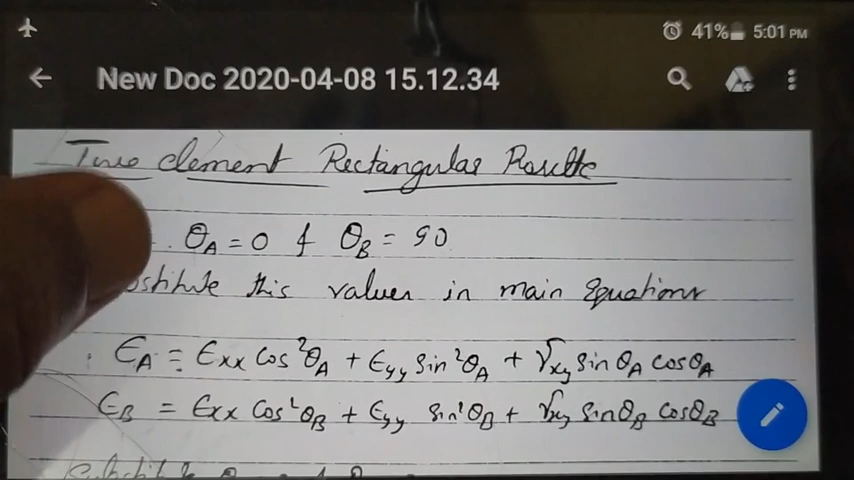 41% 5:01 PM
New Doc 2020-04-08 15.12.34
Two element Rectangular Rosette
θA = 0 & θB = 90
this values in main Equations
ϵA = ϵxx cos²θA + ϵyy sin²θA + γxy sinθA cosθA
ϵB = ϵxx cos²θB + ϵyy sin²θB + γxy sinθB cosθB